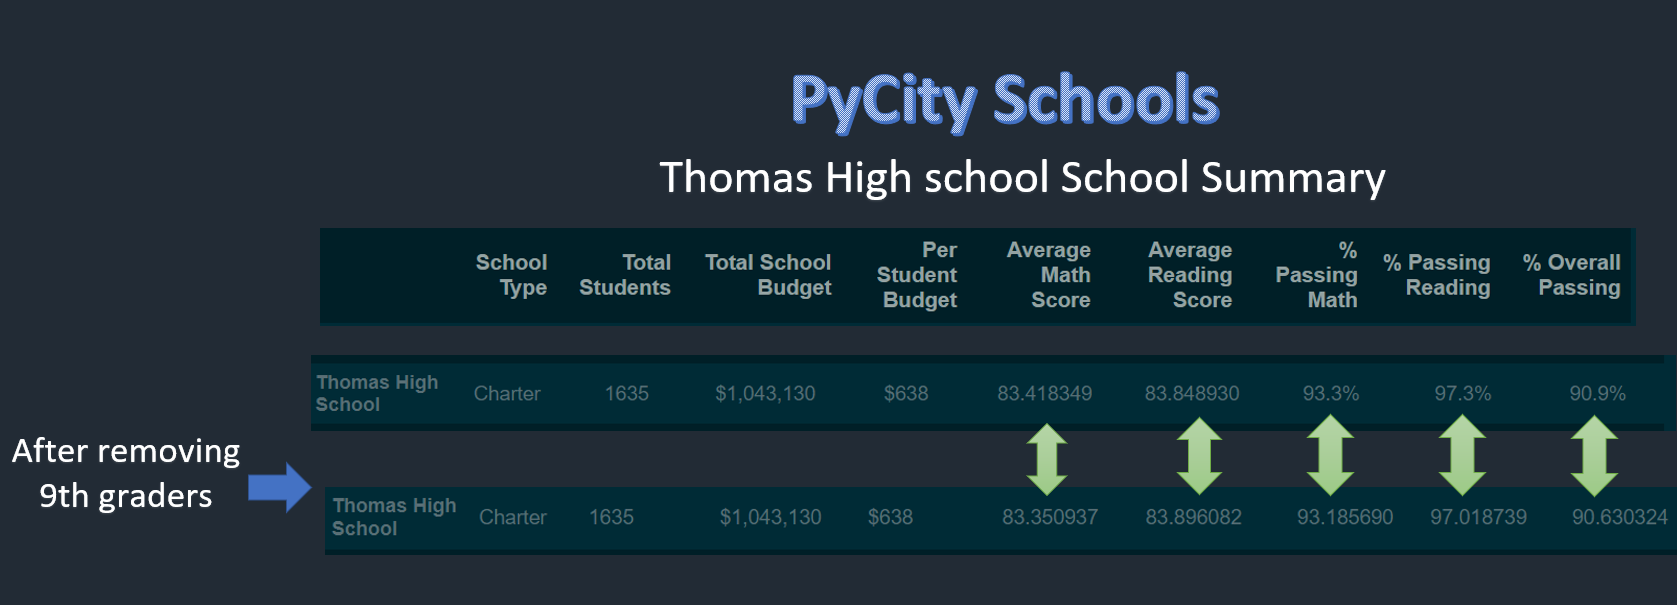 PyCity Schools
Thomas High school School Summary
School Type Total Students Total School Budget Per Student Budget Average Math Score Average Reading Score % Passing Math % Passing Reading % Overall Passing
Thomas High School Charter 1635 $1,043,130 $638 83.418349 83.848930 93.3% 97.3% 90.9%
After removing
9th graders
Thomas High School Charter 1635 $1,043,130 $638 83.350937 83.896082 93.185690 97.018739 90.630324